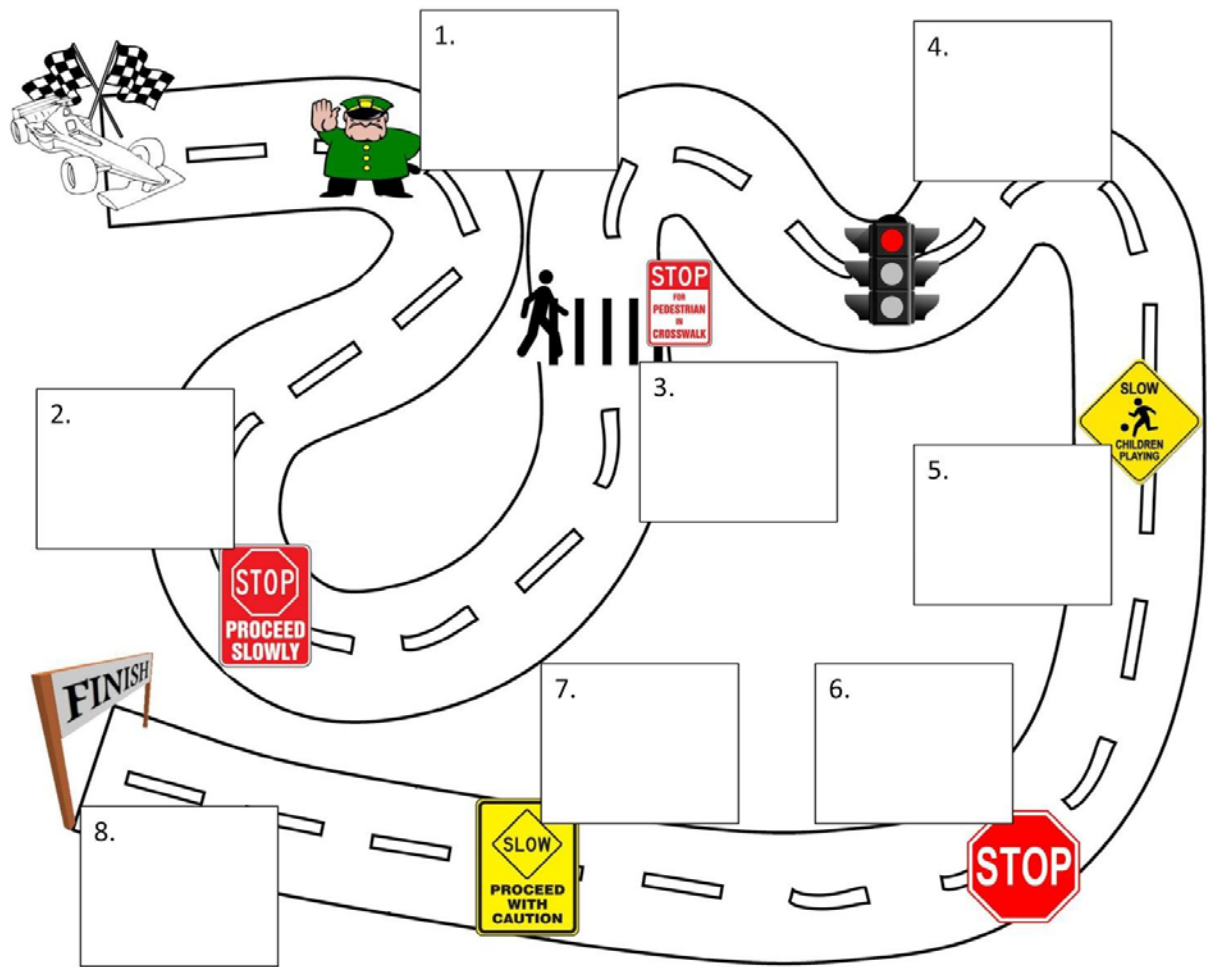 1.
4.
STOP
FOR
PEDESTRIAN
IN
CROSSWALK
2.
3.
SLOW
CHILDREN
PLAYING
5.
STOP
PROCEED
SLOWLY
FINISH
7.
6.
8.
SLOW
PROCEED
WITH
CAUTION
STOP